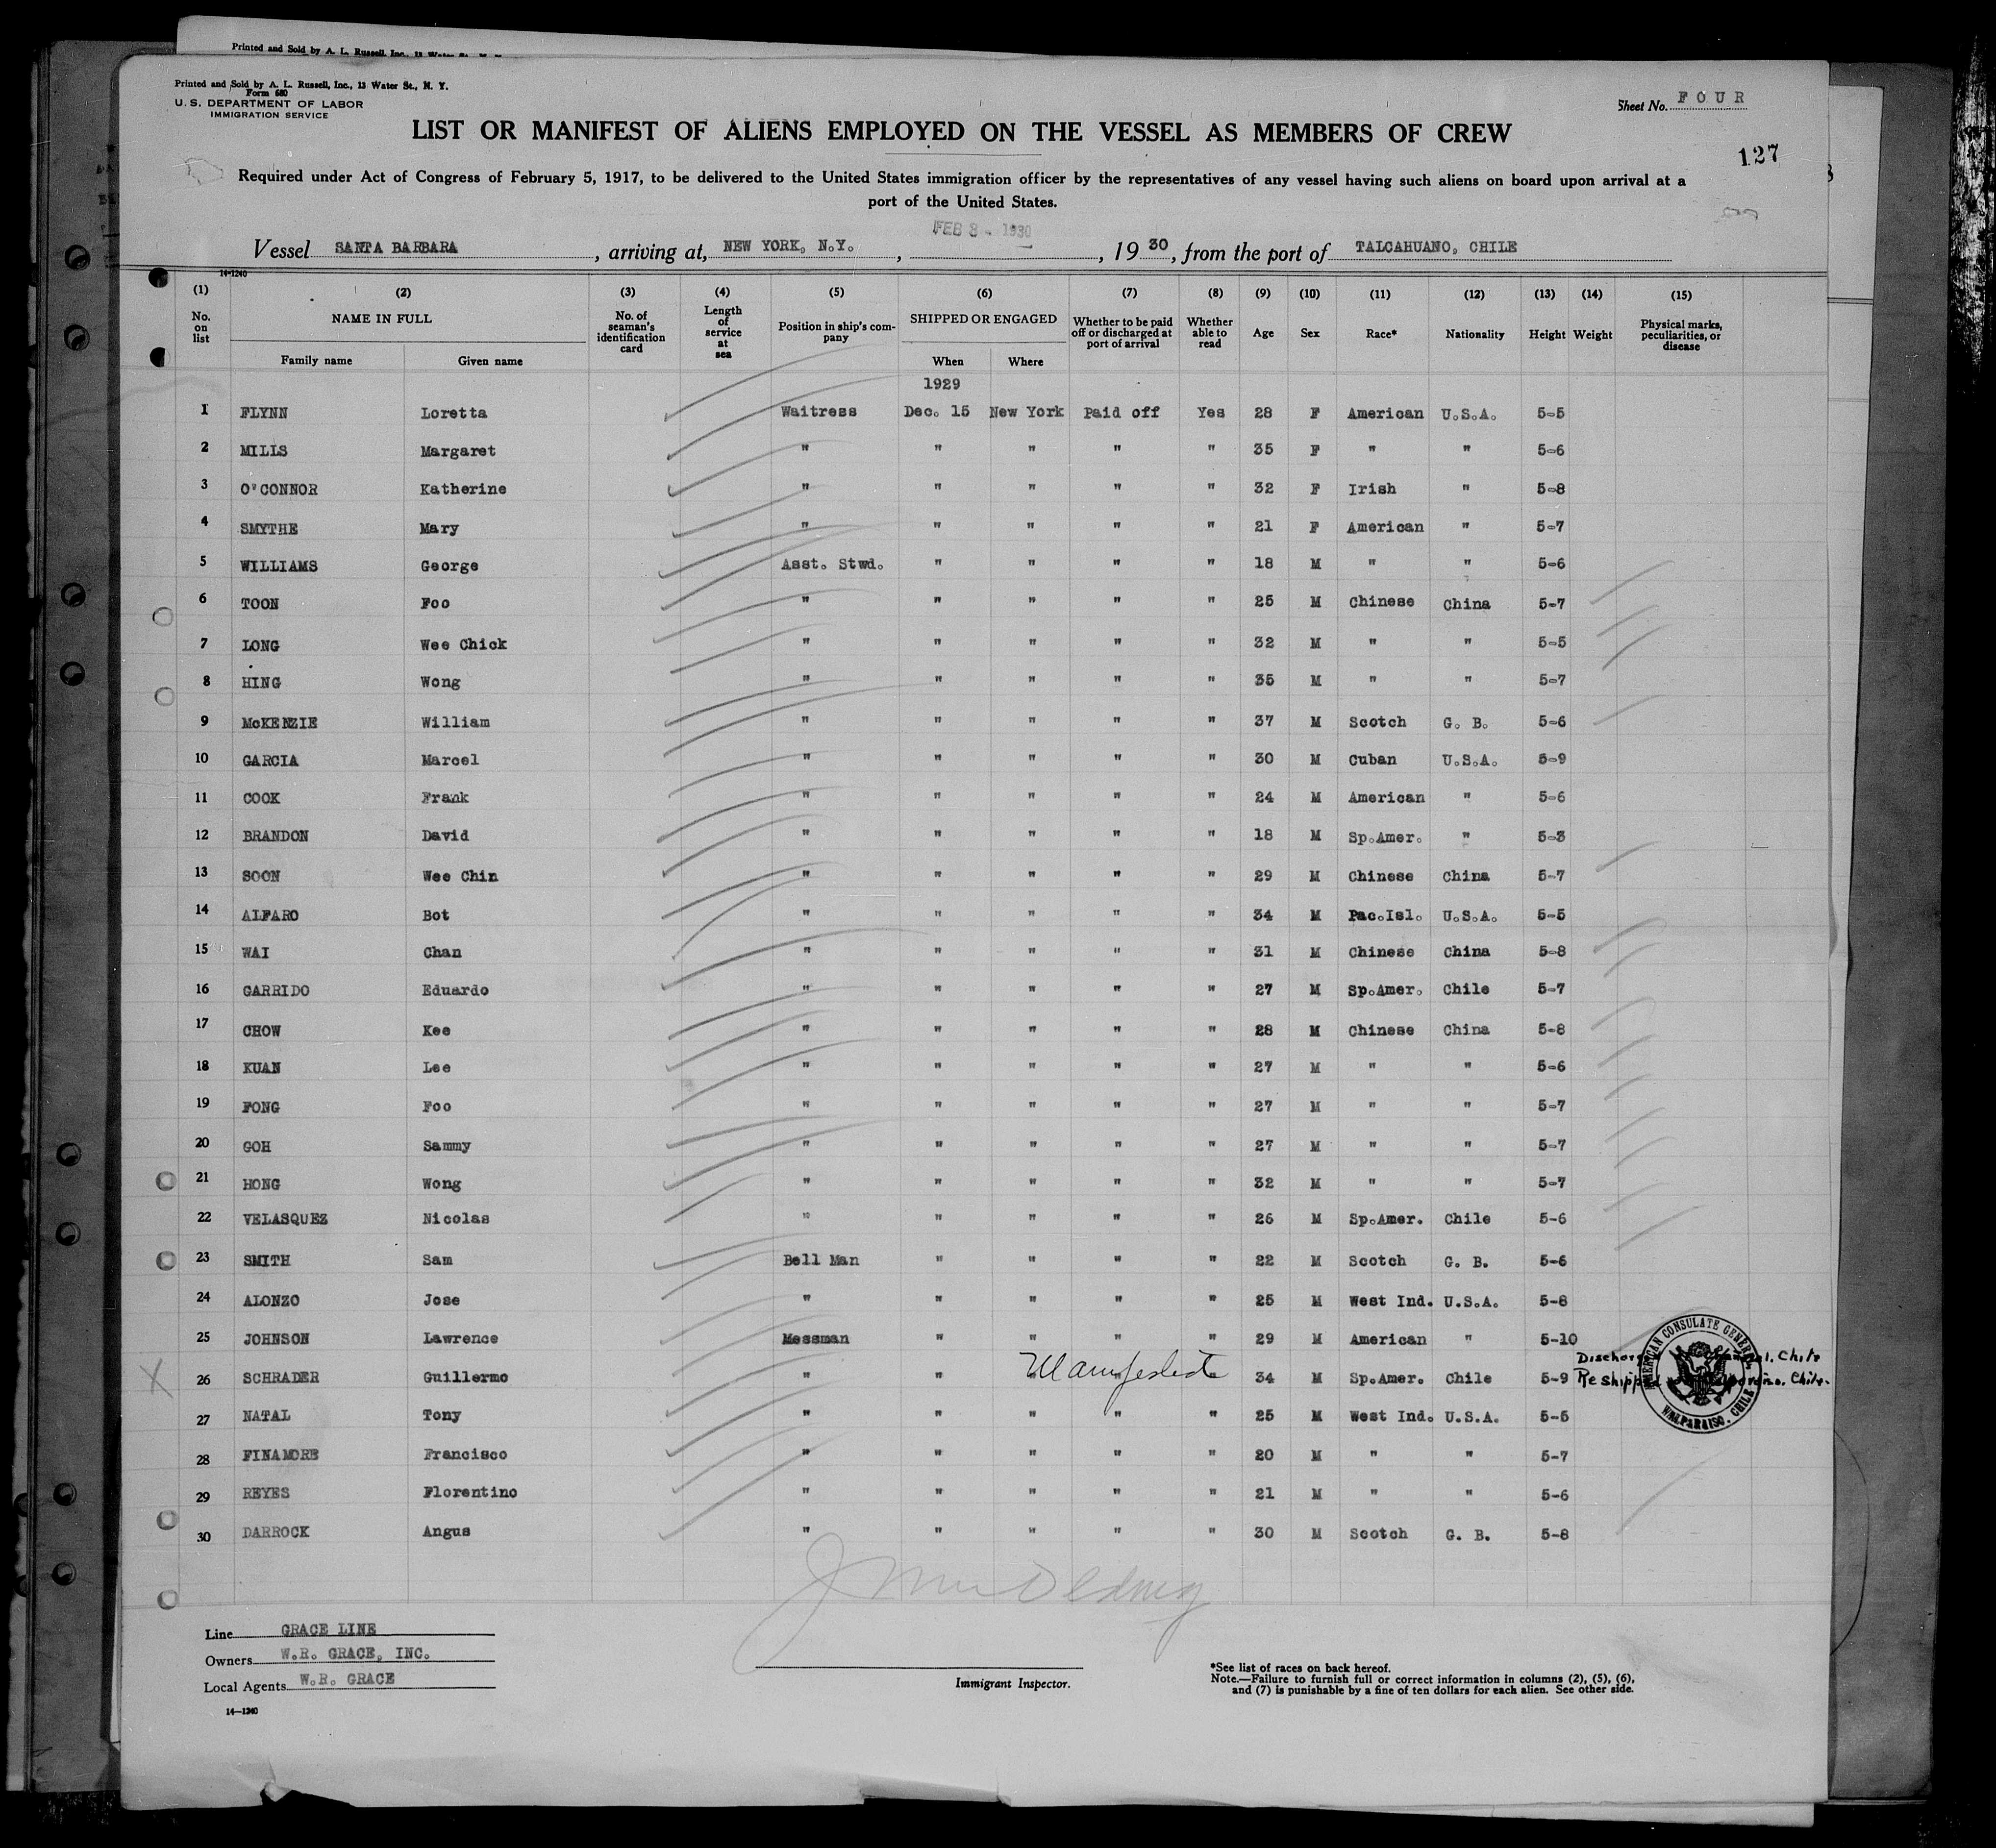 Printed and Sold by A. L. Russell, Inc., 13 Water St., N. Y.
Printed and Sold by A. L. Russell, Inc., 13 Water St., N. Y.
Form 680
U. S. DEPARTMENT OF LABOR
IMMIGRATION SERVICE
Sheet No. FOUR
LIST OR MANIFEST OF ALIENS EMPLOYED ON THE VESSEL AS MEMBERS OF CREW
127
Required under Act of Congress of February 5, 1917, to be delivered to the United States immigration officer by the representatives of any vessel having such aliens on board upon arrival at a
port of the United States.
FEB 3 - 1930
Vessel SANTA BARBARA, arriving at, NEW YORK, N.Y., 1930, from the port of TALCAHUANO, CHILE
14-1240
(1) (2) (3) (4) (5) (6) (7) (8) (9) (10) (11) (12) (13) (14) (15)
No. on list NAME IN FULL Family name Given name No. of seaman's identification card Length of service at sea Position in ship's company SHIPPED OR ENGAGED When Where Whether to be paid off or discharged at port of arrival Whether able to read Age Sex Race* Nationality Height Weight Physical marks, peculiarities, or disease
1929
1 FLYNN Loretta Waitress Dec. 15 New York Paid off Yes 28 F American U.S.A. 5-5
2 MILLS Margaret " " " " " 35 F " " 5-6
3 O'CONNOR Katherine " " " " " 32 F Irish " 5-8
4 SMYTHE Mary " " " " " 21 F American " 5-7
5 WILLIAMS George Asst. Stwd. " " " " 18 M " " 5-6
6 TOON Foo " " " " " 25 M Chinese China 5-7
7 LONG Wee Chick " " " " " 32 M " " 5-5
8 HING Wong " " " " " 35 M " " 5-7
9 McKENZIE William " " " " " 37 M Scotch G. B. 5-6
10 GARCIA Marcel " " " " " 30 M Cuban U.S.A. 5-9
11 COOK Frank " " " " " 24 M American " 5-6
12 BRANDON David " " " " " 18 M Sp.Amer. " 5-3
13 SOON Wee Chin " " " " " 29 M Chinese China 5-7
14 ALFARO Bot " " " " " 34 M Pac.Isl. U.S.A. 5-5
15 WAI Chan " " " " " 31 M Chinese China 5-8
16 GARRIDO Eduardo " " " " " 27 M Sp.Amer. Chile 5-7
17 CHOW Kee " " " " " 28 M Chinese China 5-8
18 KUAN Lee " " " " " 27 M " " 5-6
19 FONG Foo " " " " " 27 M " " 5-7
20 GOH Sammy " " " " " 27 M " " 5-7
21 HONG Wong " " " " " 32 M " " 5-7
22 VELASQUEZ Nicolas " " " " " 26 M Sp.Amer. Chile 5-6
23 SMITH Sam Bell Man " " " " 22 M Scotch G. B. 5-6
24 ALONZO Jose " " " " " 25 M West Ind. U.S.A. 5-8
25 JOHNSON Lawrence Messman " " " " 29 M American " 5-10
26 SCHRADER Guillermo " " " " 34 M Sp.Amer. Chile 5-9 Chile
Reshipped Chile.
AMERICAN CONSULATE GENERAL VALPARAISO, CHILE
27 NATAL Tony " " " " " 25 M West Ind. U.S.A. 5-5
28 FINAMORE Francisco " " " " " 20 M " " 5-7
29 REYES Florentino " " " " " 21 M " " 5-6
30 DARROCK Angus " " " " " 30 M Scotch G. B. 5-8
Line GRACE LINE
Owners W.R. GRACE, INC.
Local Agents W.R. GRACE
14-1240
Immigrant Inspector.
*See list of races on back hereof.
Note.—Failure to furnish full or correct information in columns (2), (5), (6),
and (7) is punishable by a fine of ten dollars for each alien. See other side.